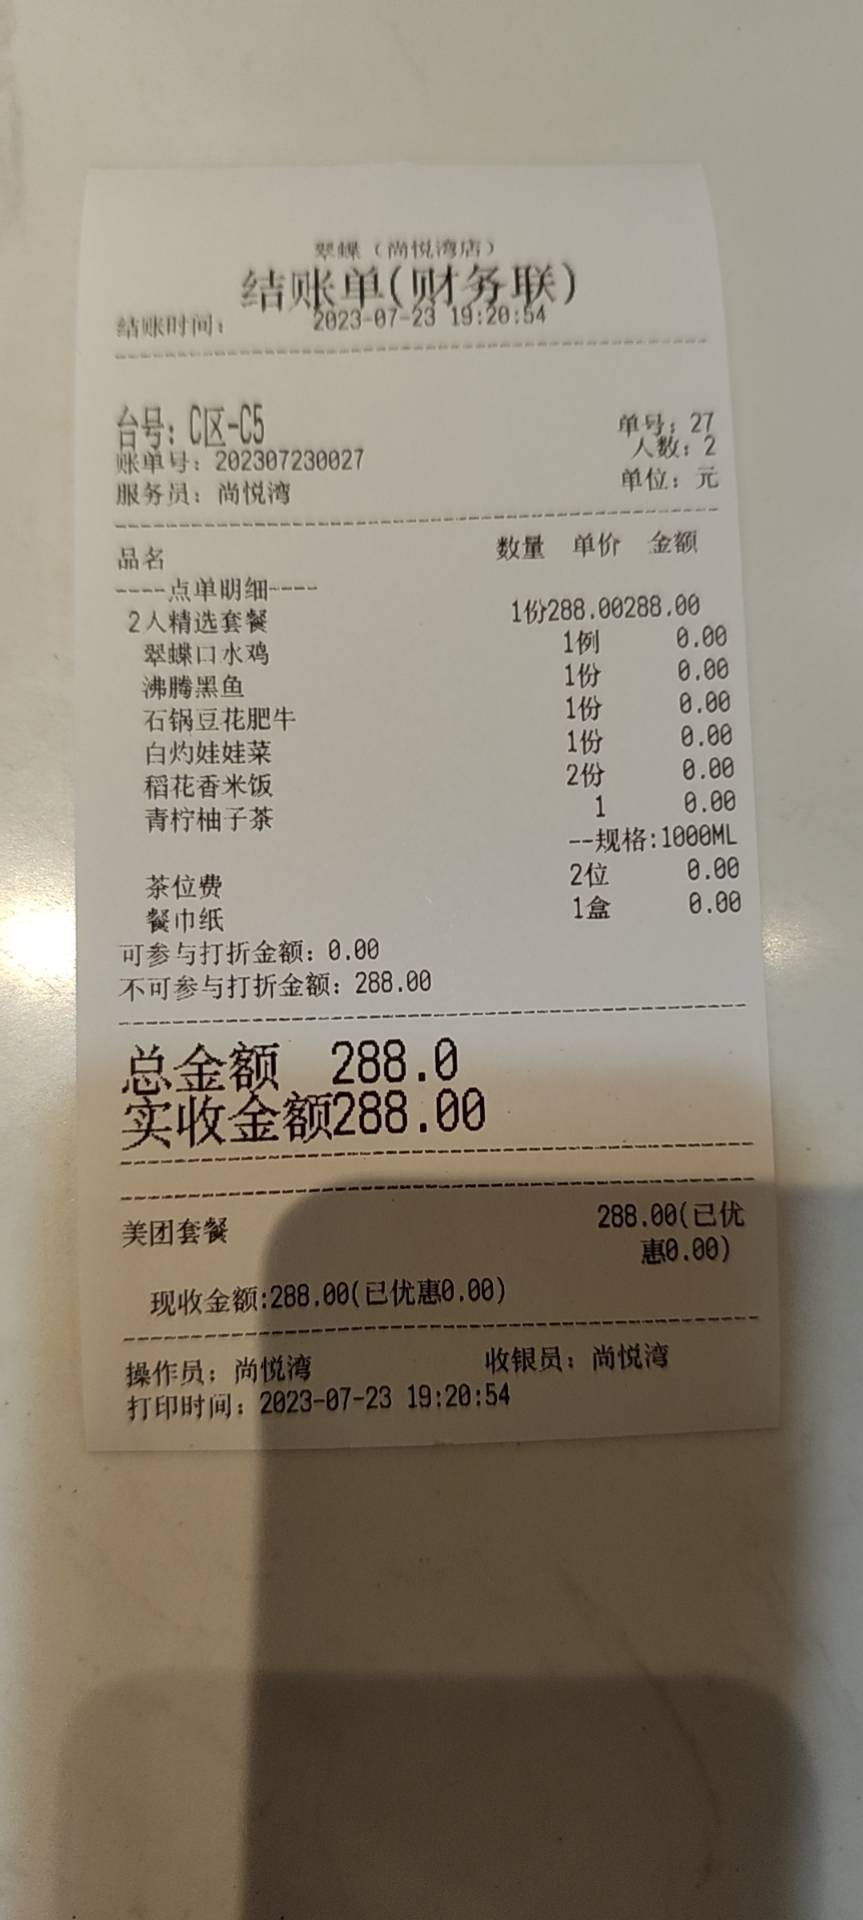 翠蝶（尚悦湾店）
结账单(财务联)
结账时间： 2023-07-23 19:20:54
台号：C区-C5
单号：27
账单号：202307230027
人数：2
服务员：尚悦湾
单位：元
品名 数量 单价 金额
----点单明细----
2人精选套餐 1份288.00288.00
翠蝶口水鸡 1例 0.00
沸腾黑鱼 1份 0.00
石锅豆花肥牛 1份 0.00
白灼娃娃菜 1份 0.00
稻花香米饭 2份 0.00
青柠柚子茶 1 0.00
--规格:1000ML
茶位费 2位 0.00
餐巾纸 1盒 0.00
可参与打折金额：0.00
不可参与打折金额：288.00
总金额 288.0
实收金额288.00
美团套餐 288.00(已优
惠0.00)
现收金额:288.00(已优惠0.00)
操作员：尚悦湾 收银员：尚悦湾
打印时间：2023-07-23 19:20:54